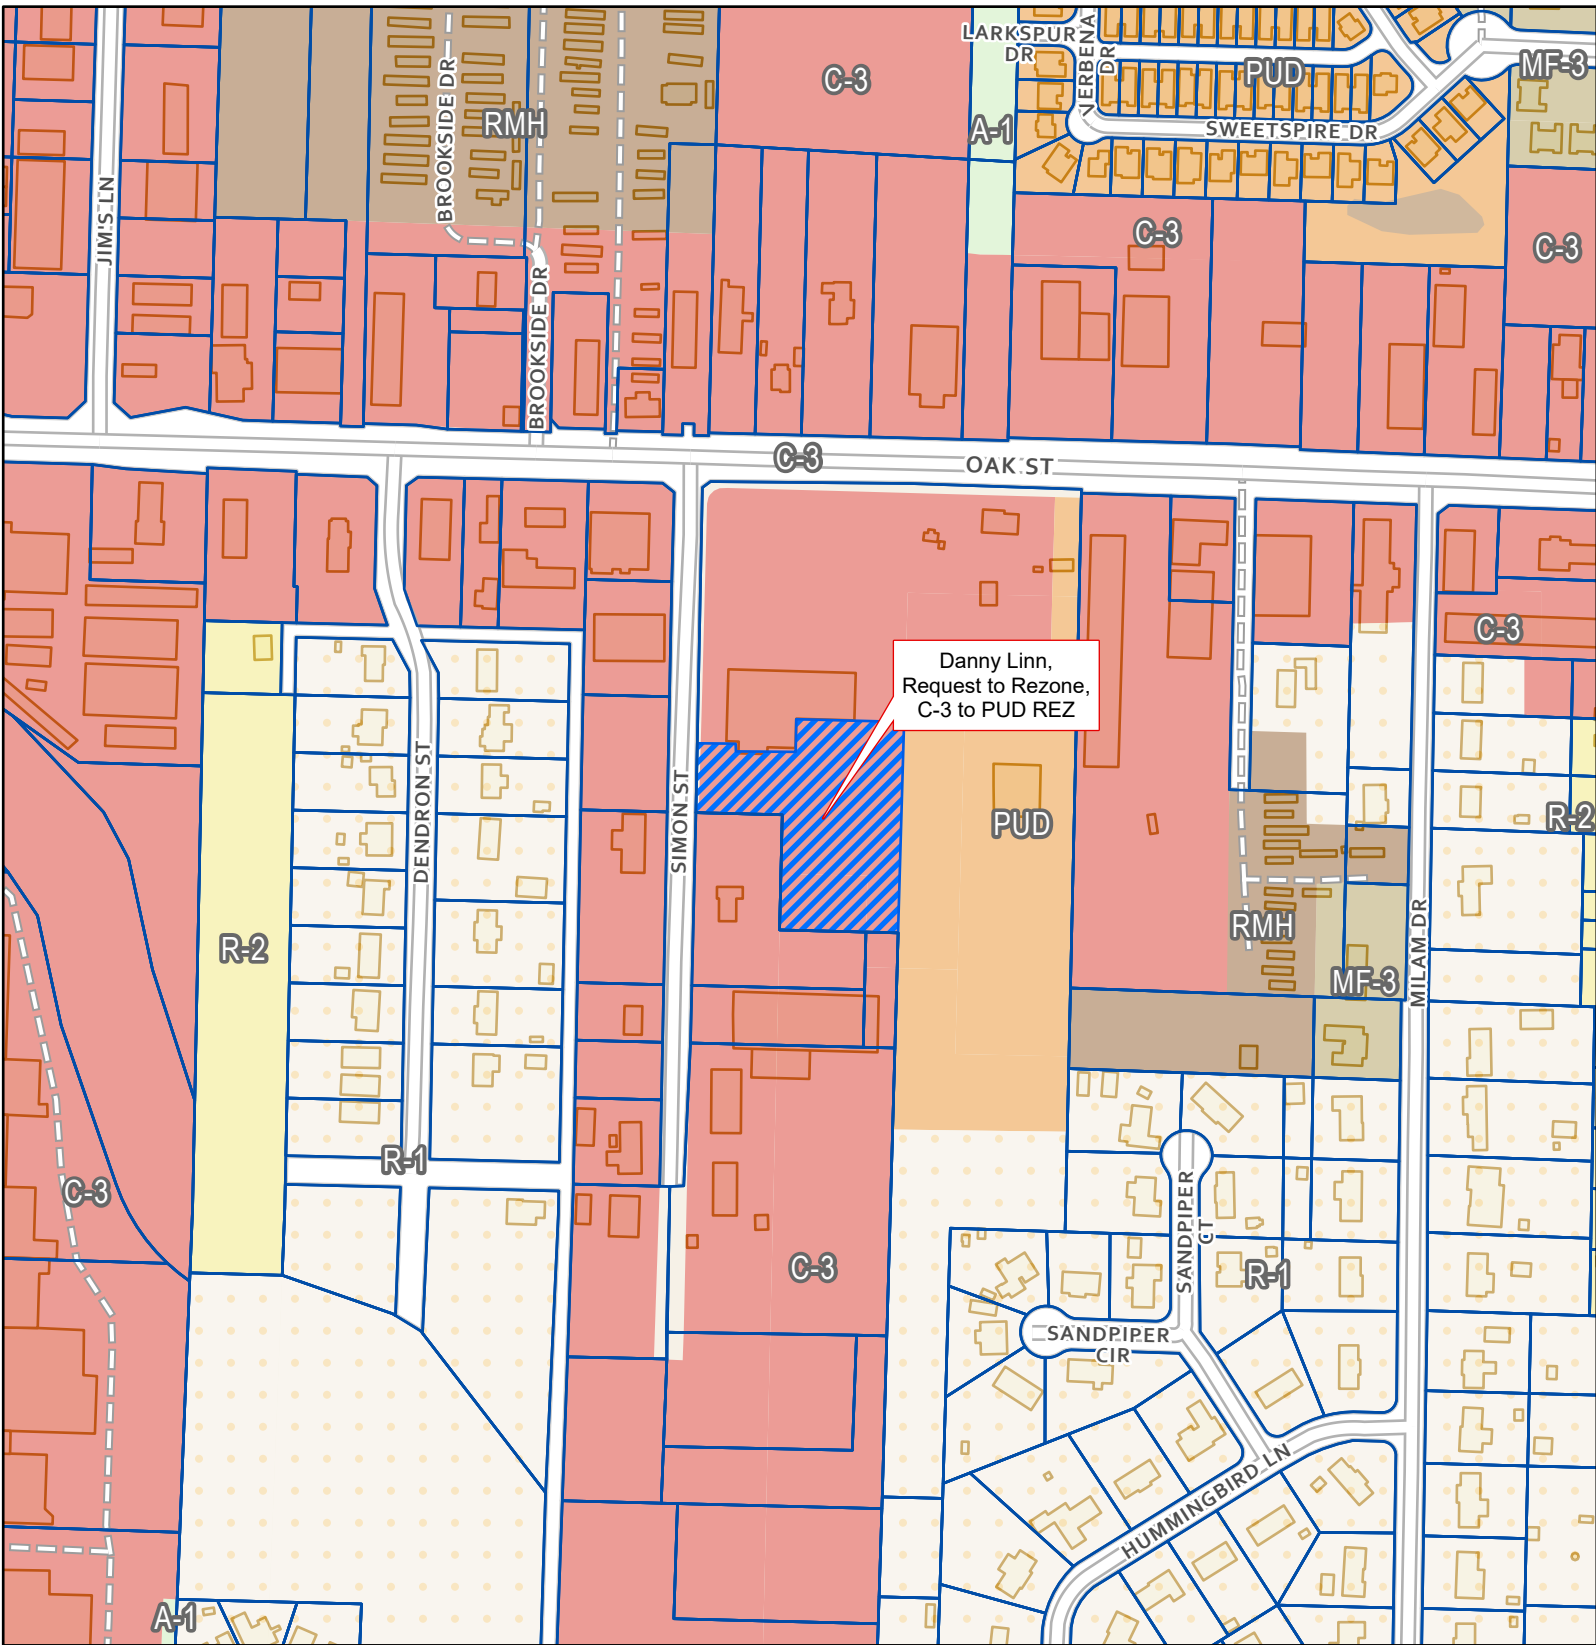 LARKSPUR
DR
VERBENA
DR
C-3
PUD
MF-3
RMH
BROOKSIDE DR
A-1
SWEETSPIRE DR
JIM'S LN
C-3
C-3
BROOKSIDE DR
C-3
OAK ST
C-3
Danny Linn,
Request to Rezone,
C-3 to PUD REZ
DENDRON ST
SIMON ST
PUD
R-2
R-2
RMH
MF-3
MILAM DR
R-1
C-3
C-3
SANDPIPER
CT
R-1
SANDPIPER
CIR
HUMMINGBIRD LN
A-1